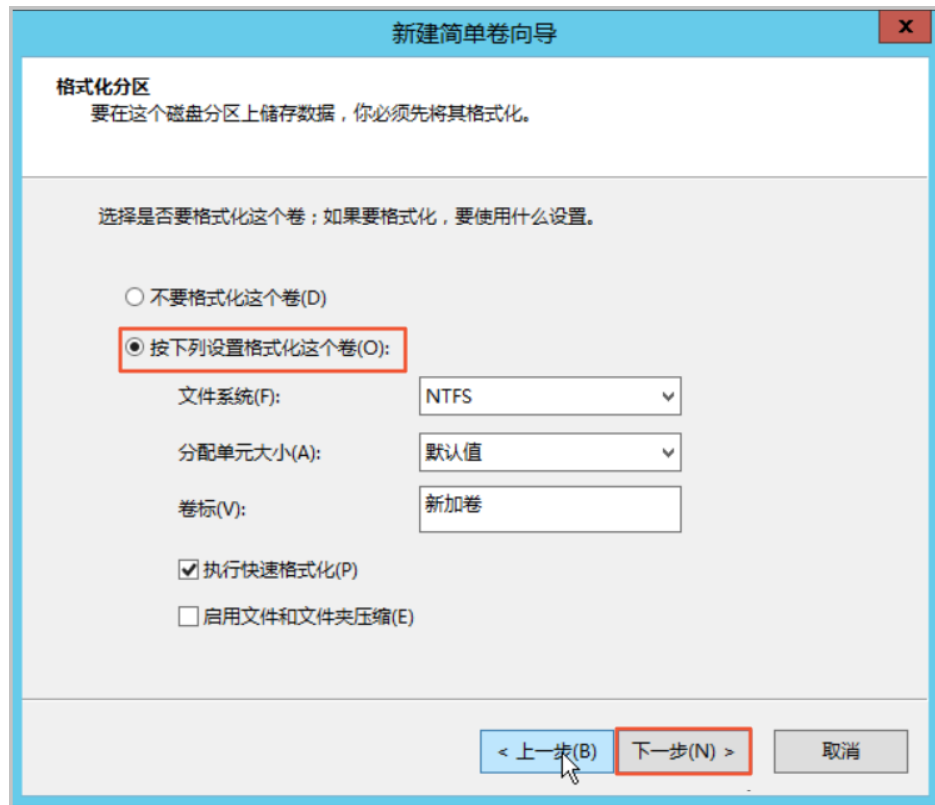 新建简单卷向导
x
格式化分区
要在这个磁盘分区上储存数据，你必须先将其格式化。
选择是否要格式化这个卷；如果要格式化，要使用什么设置。
不要格式化这个卷(D)
按下列设置格式化这个卷(O):
文件系统(F): NTFS
分配单元大小(A): 默认值
卷标(V): 新加卷
执行快速格式化(P)
启用文件和文件夹压缩(E)
< 上一步(B) 下一步(N) > 取消